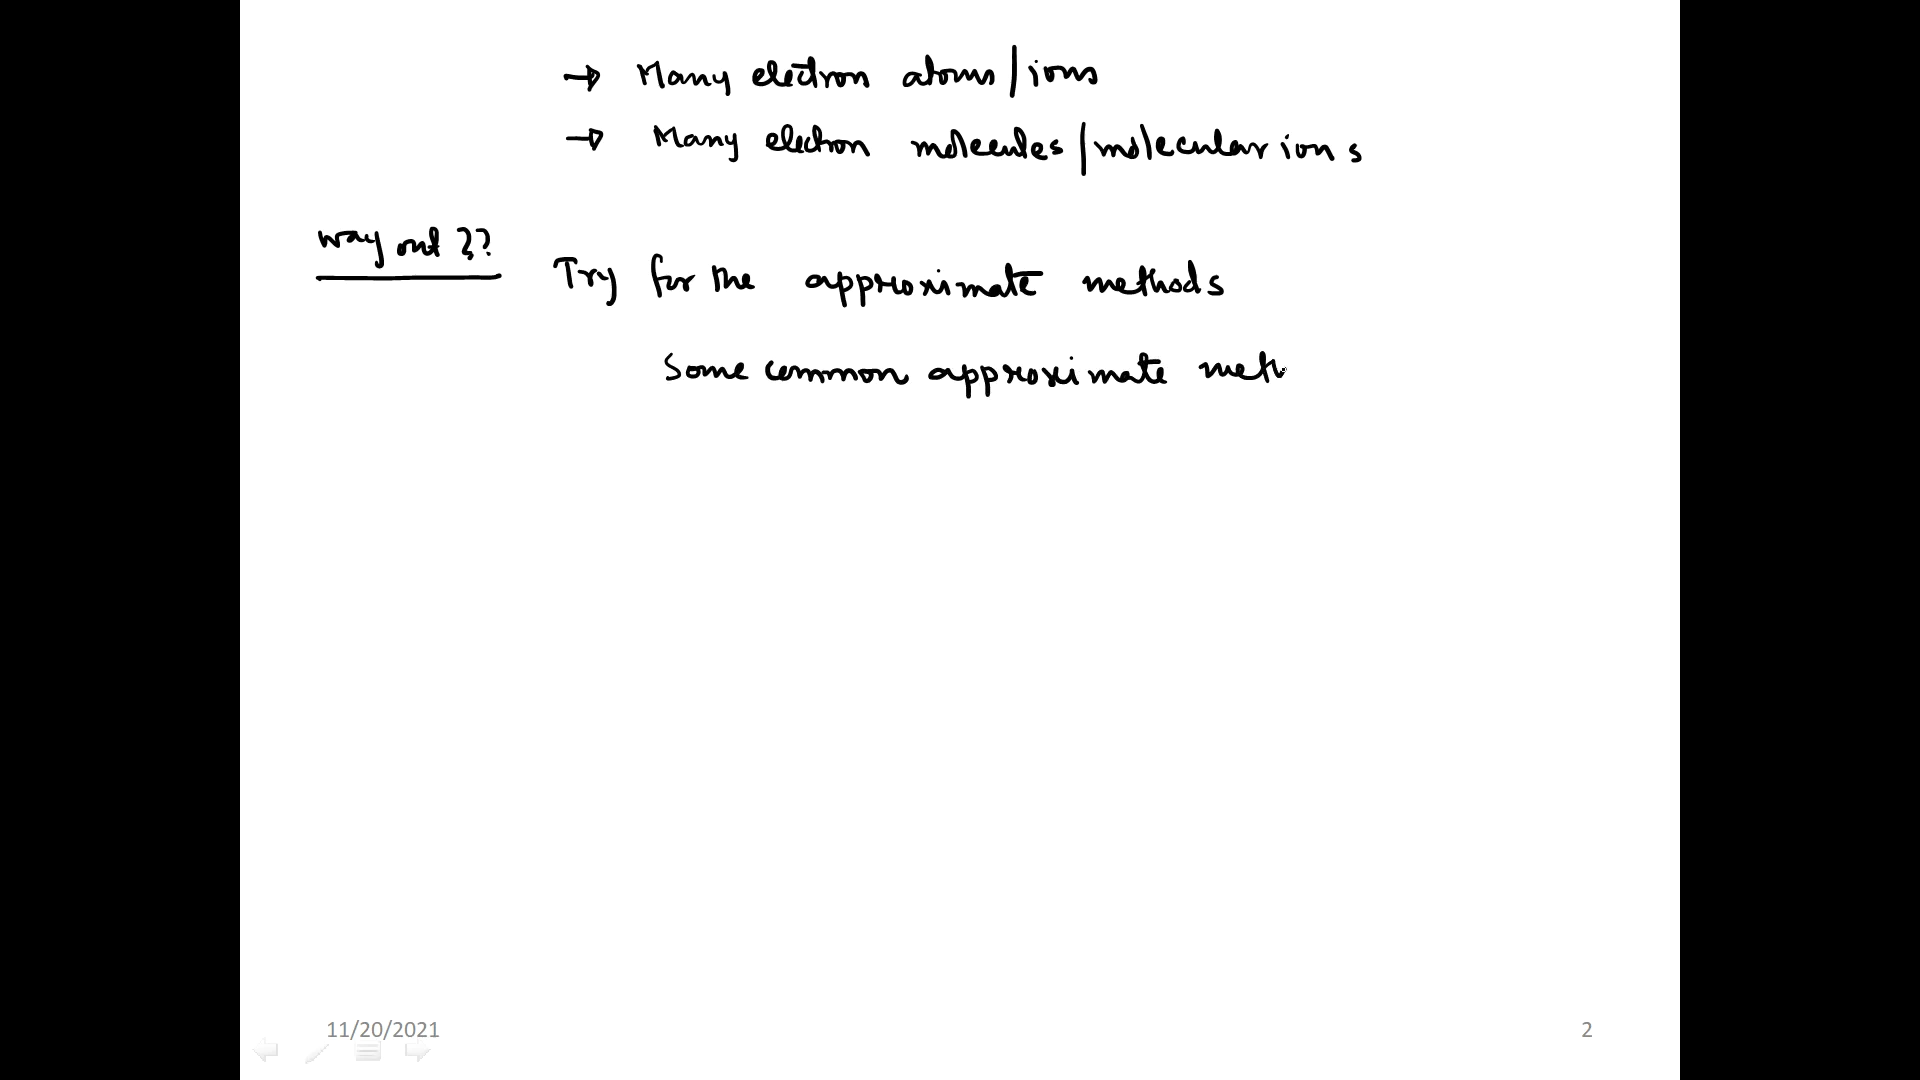 → Many electron atoms/ions
→ Many electron molecules/molecular ions
way out ??
Try for the approximate methods
Some common approximate meth
11/20/2021
2